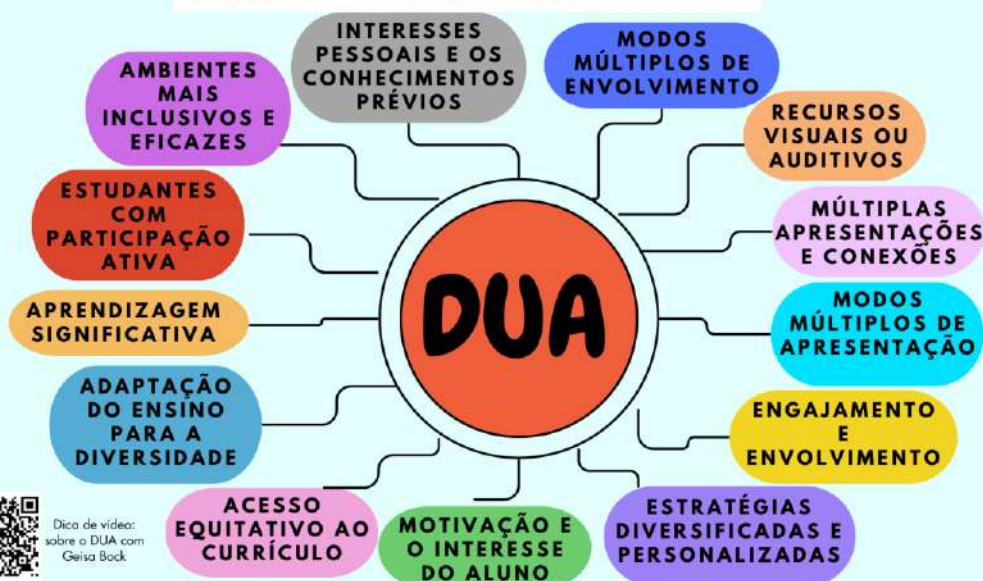 INTERESSES
PESSOAIS E OS
CONHECIMENTOS
PRÉVIOS
MODOS
MÚLTIPLOS DE
ENVOLVIMENTO
AMBIENTES
MAIS
INCLUSIVOS E
EFICAZES
RECURSOS
VISUAIS OU
AUDITIVOS
ESTUDANTES
COM
PARTICIPAÇÃO
ATIVA
MÚLTIPLAS
APRESENTAÇÕES
E CONEXÕES
DUA
APRENDIZAGEM
SIGNIFICATIVA
MODOS
MÚLTIPLOS DE
APRESENTAÇÃO
ADAPTAÇÃO
DO ENSINO
PARA A
DIVERSIDADE
ENGAJAMENTO
E
ENVOLVIMENTO
ACESSO
EQUITATIVO AO
CURRÍCULO
MOTIVAÇÃO E
O INTERESSE
DO ALUNO
ESTRATÉGIAS
DIVERSIFICADAS E
PERSONALIZADAS
Dica de vídeo:
sobre o DUA com
Geisa Bock